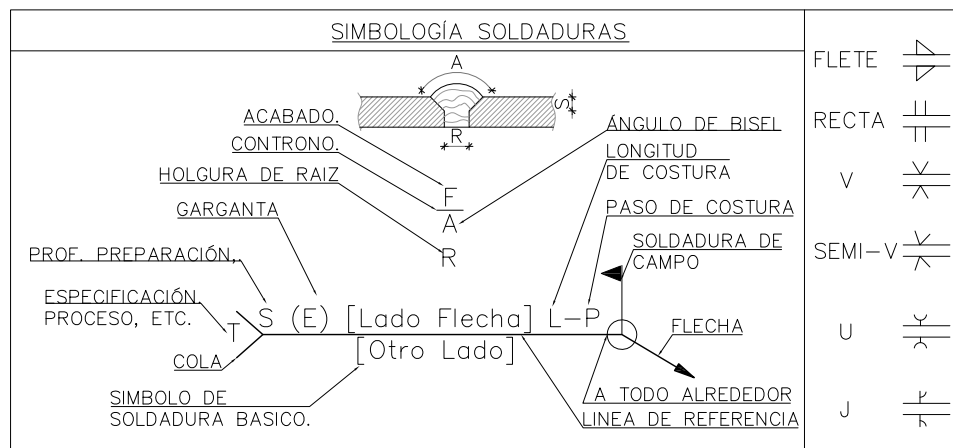 SIMBOLOGÍA SOLDADURAS
A
S
R
ACABADO.
CONTRONO.
HOLGURA DE RAIZ
GARGANTA
PROF. PREPARACIÓN,
ESPECIFICACIÓN.
PROCESO, ETC.
COLA
SIMBOLO DE
SOLDADURA BASICO.
F
A
R
ÁNGULO DE BISEL
LONGITUD
DE COSTURA
PASO DE COSTURA
SOLDADURA DE
CAMPO
T
S (E) [Lado Flecha] L-P
[Otro Lado]
FLECHA
A TODO ALREDEDOR
LINEA DE REFERENCIA
FLETE
RECTA
V
SEMI-V
U
J